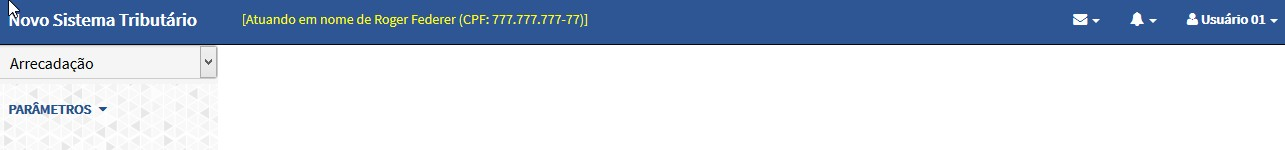 Novo Sistema Tributário
[Atuando em nome de Roger Federer (CPF: 777.777.777-77)]
Usuário 01
Arrecadação
PARÂMETROS